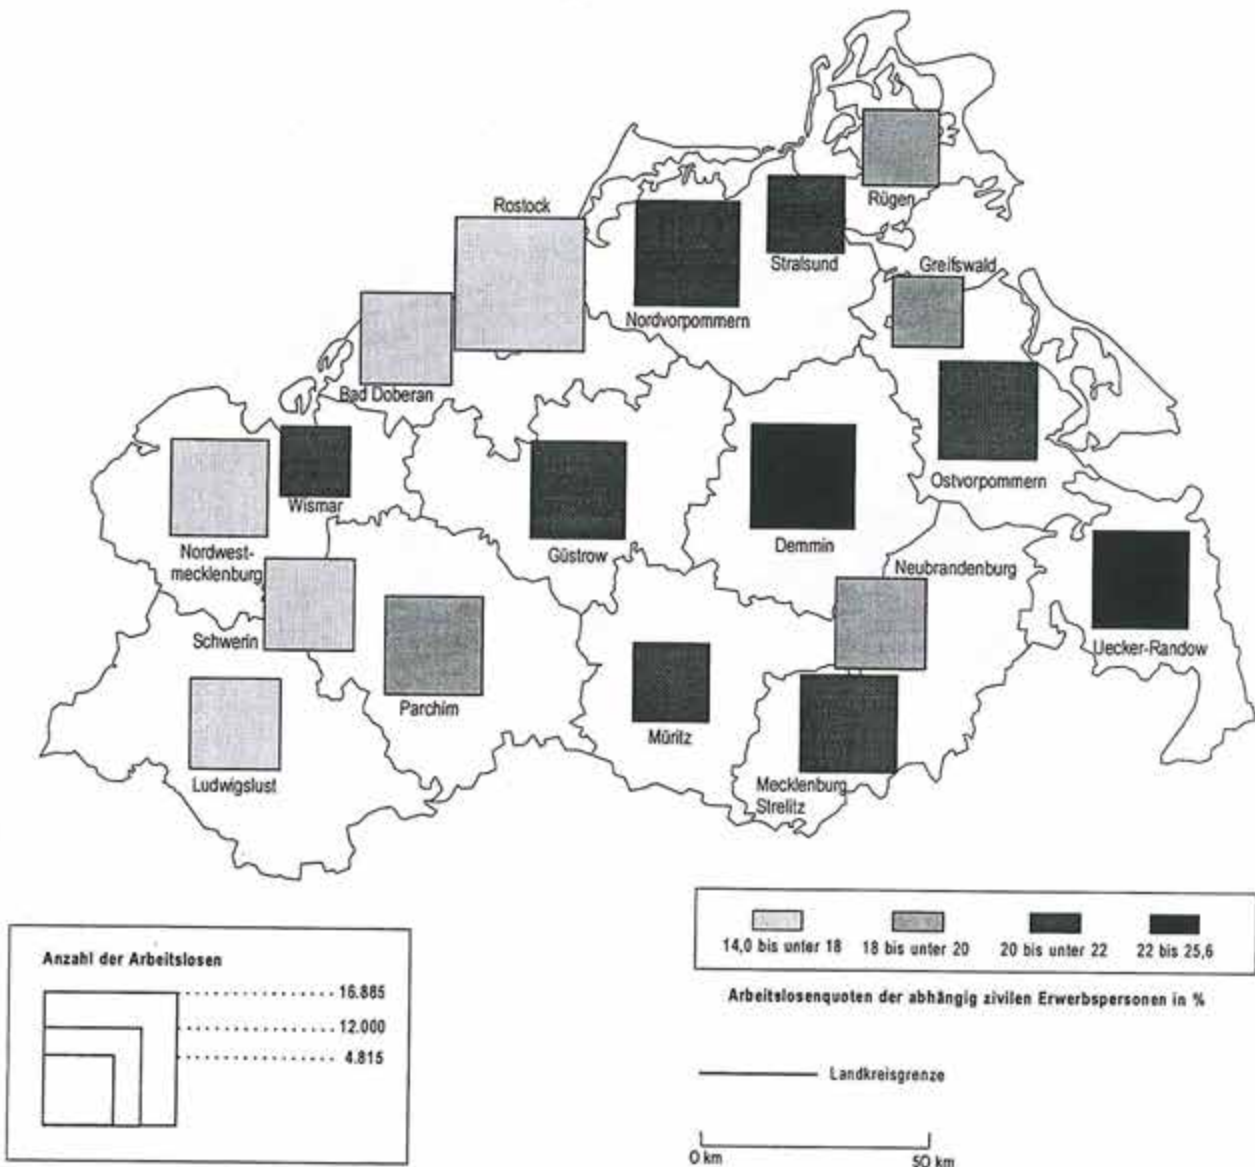 Rügen
Rostock
Stralsund
Greifswald
Nordvorpommern
Bad Doberan
Ostvorpommern
Wismar
Nordwest-
mecklenburg
Güstrow
Demmin
Neubrandenburg
Schwerin
Uecker-Randow
Parchim
Müritz
Ludwigslust
Mecklenburg
Strelitz
Anzahl der Arbeitslosen
16.885
12.000
4.815
14,0 bis unter 18
18 bis unter 20
20 bis unter 22
22 bis 25,6
Arbeitslosenquoten der abhängig zivilen Erwerbspersonen in %
Landkreisgrenze
0 km
50 km